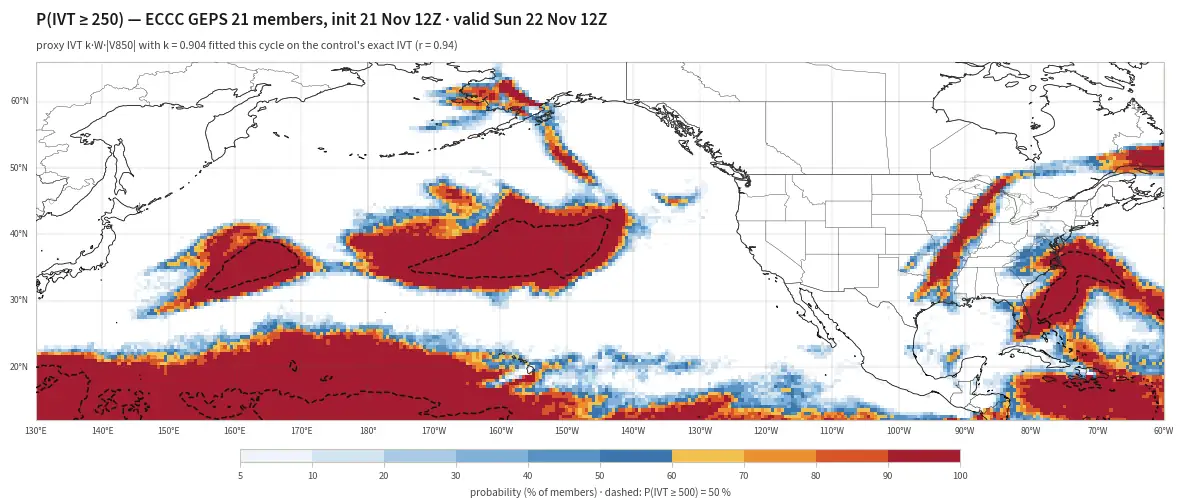 P(IVT ≥ 250) — ECCC GEPS 21 members, init 21 Nov 12Z · valid Sun 22 Nov 12Z
proxy IVT k·W·|V850| with k = 0.904 fitted this cycle on the control's exact IVT (r = 0.94)
60°N
50°N
40°N
30°N
20°N
130°E 140°E 150°E 160°E 170°E 180° 170°W 160°W 150°W 140°W 130°W 120°W 110°W 100°W 90°W 80°W 70°W 60°W
5 10 20 30 40 50 60 70 80 90 100
probability (% of members) · dashed: P(IVT ≥ 500) = 50 %